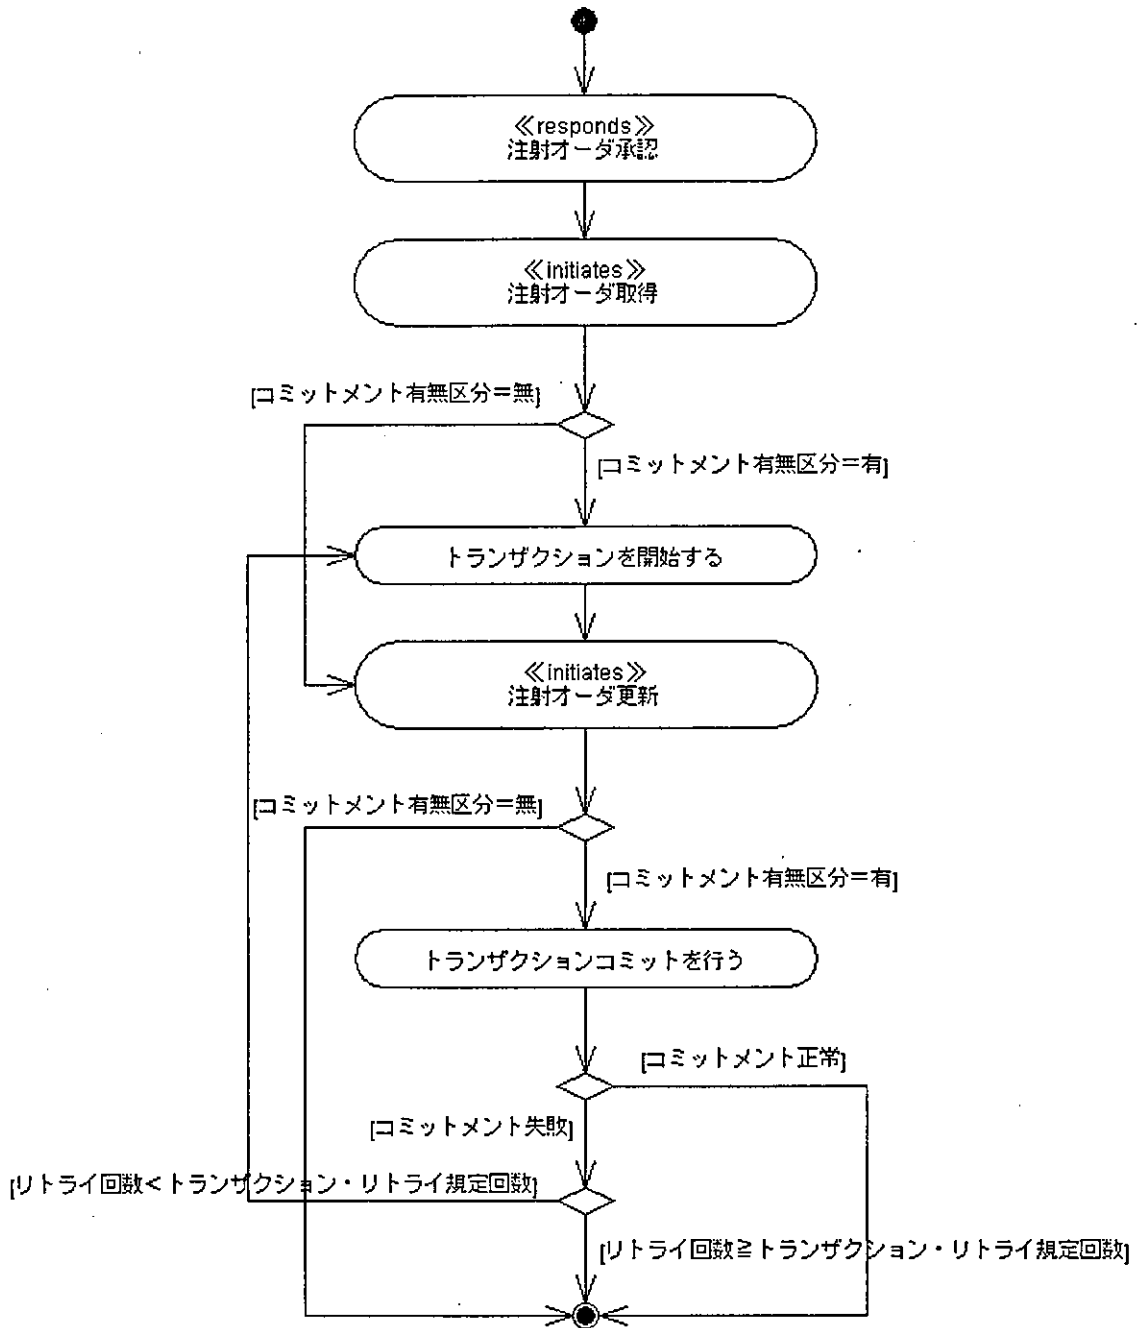 ≪responds≫
注射オーダ承認
≪initiates≫
注射オーダ取得
[コミットメント有無区分＝無]
[コミットメント有無区分＝有]
トランザクションを開始する
≪initiates≫
注射オーダ更新
[コミットメント有無区分＝無]
[コミットメント有無区分＝有]
トランザクションコミットを行う
[コミットメント正常]
[コミットメント失敗]
[リトライ回数＜トランザクション・リトライ規定回数]
[リトライ回数≧トランザクション・リトライ規定回数]